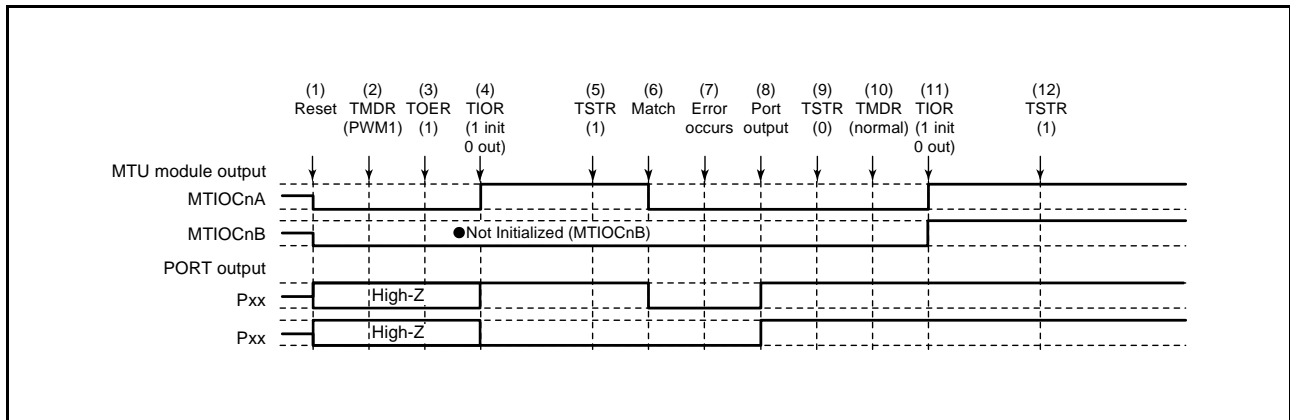 (1) (2) (3) (4) (5) (6) (7) (8) (9) (10) (11) (12)
Reset TMDR TOER TIOR TSTR Match Error Port TSTR TMDR TIOR TSTR
(PWM1) (1) (1 init (1) occurs output (0) (normal) (1 init (1)
0 out) 0 out)
MTU module output
MTIOCnA
MTIOCnB ●Not Initialized (MTIOCnB)
PORT output
Pxx High-Z
Pxx High-Z